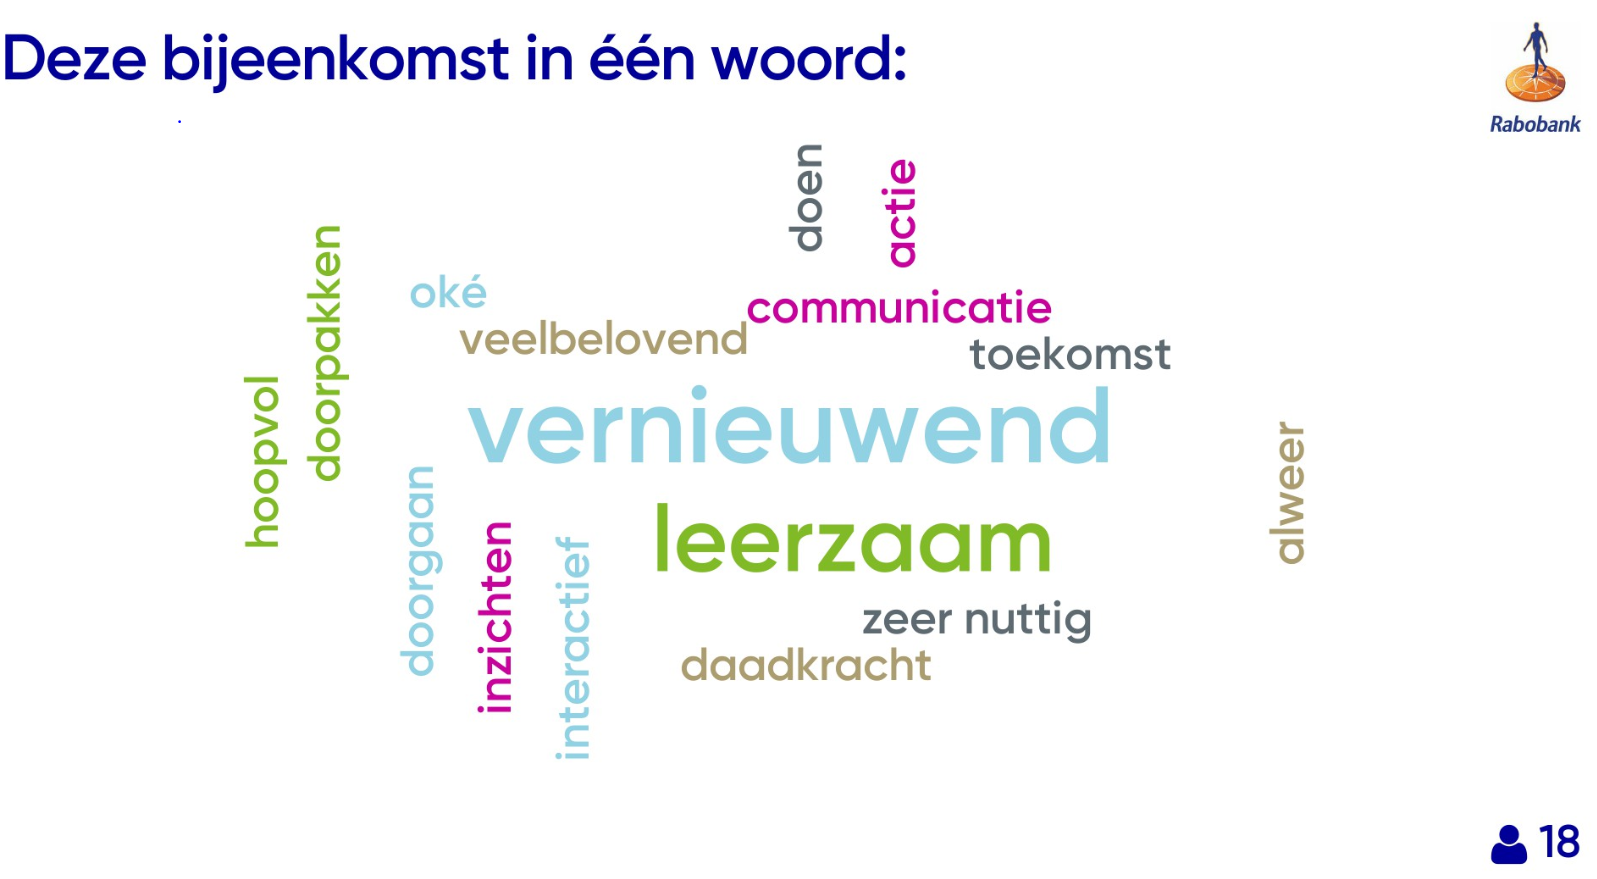 Deze bijeenkomst in één woord:
Rabobank
doen
actie
doorpakken
oké
communicatie
veelbelovend
toekomst
hoopvol
vernieuwend
alweer
doorgaan
leerzaam
inzichten
interactief
zeer nuttig
daadkracht
18